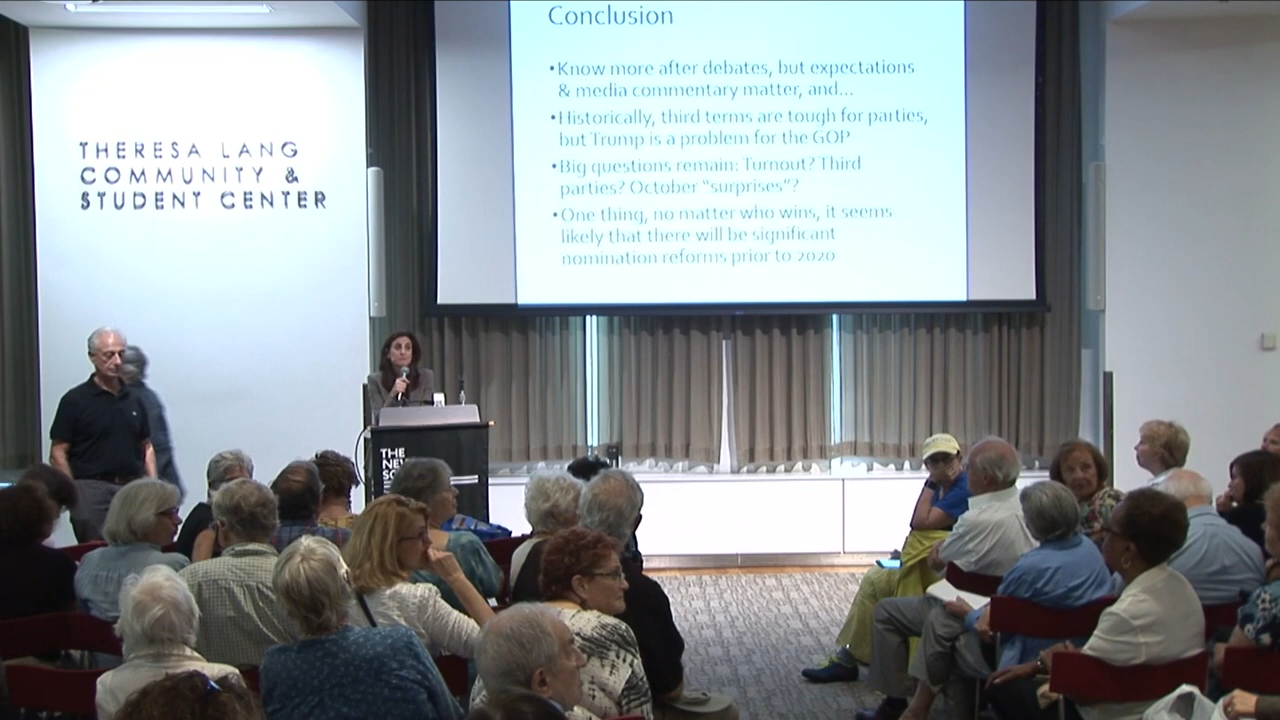 Conclusion
•Know more after debates, but expectations
& media commentary matter, and...
•Historically, third terms are tough for parties,
but Trump is a problem for the GOP
•Big questions remain: Turnout? Third
parties? October "surprises"?
•One thing, no matter who wins, it seems
likely that there will be significant
nomination reforms prior to 2020
THERESA LANG
COMMUNITY &
STUDENT CENTER
THE
NEW